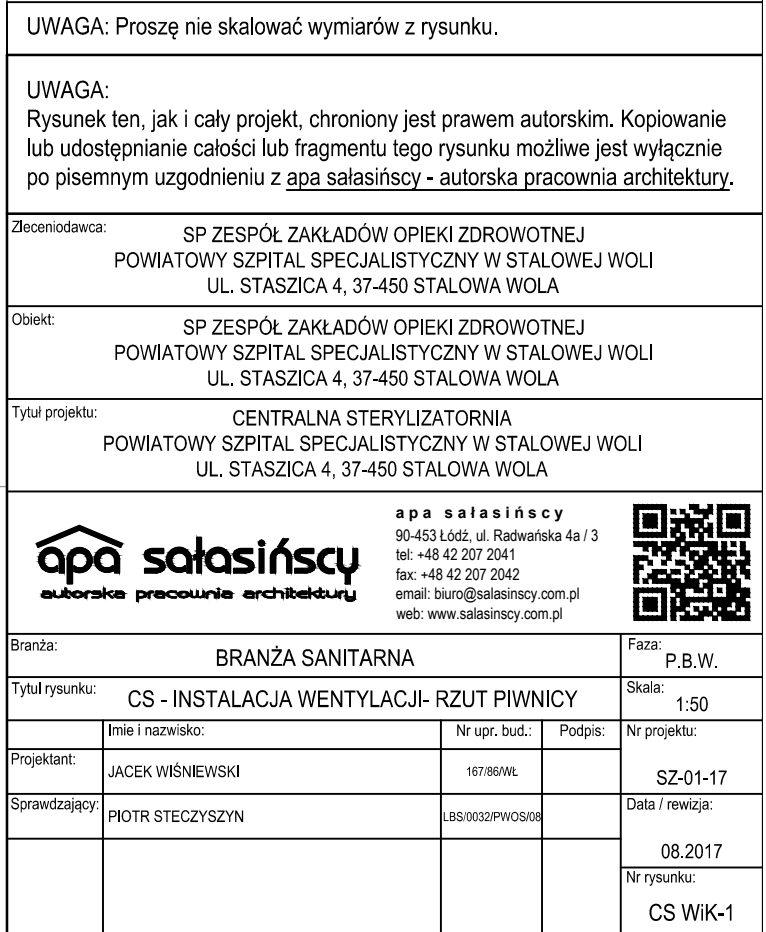 UWAGA: Proszę nie skalować wymiarów z rysunku.
UWAGA:
Rysunek ten, jak i cały projekt, chroniony jest prawem autorskim. Kopiowanie
lub udostępnianie całości lub fragmentu tego rysunku możliwe jest wyłącznie
po pisemnym uzgodnieniu z apa sałasińscy - autorska pracownia architektury.
Zleceniodawca:
SP ZESPÓŁ ZAKŁADÓW OPIEKI ZDROWOTNEJ
POWIATOWY SZPITAL SPECJALISTYCZNY W STALOWEJ WOLI
UL. STASZICA 4, 37-450 STALOWA WOLA
Obiekt:
SP ZESPÓŁ ZAKŁADÓW OPIEKI ZDROWOTNEJ
POWIATOWY SZPITAL SPECJALISTYCZNY W STALOWEJ WOLI
UL. STASZICA 4, 37-450 STALOWA WOLA
Tytuł projektu:
CENTRALNA STERYLIZATORNIA
POWIATOWY SZPITAL SPECJALISTYCZNY W STALOWEJ WOLI
UL. STASZICA 4, 37-450 STALOWA WOLA
apa sałasińscy
autorska pracownia architektury
apa sałasińscy
90-453 Łódź, ul. Radwańska 4a / 3
tel: +48 42 207 2041
fax: +48 42 207 2042
email: biuro@salasinscy.com.pl
web: www.salasinscy.com.pl
Branża:
BRANŻA SANITARNA
Faza:
P.B.W.
Tytuł rysunku:
CS - INSTALACJA WENTYLACJI- RZUT PIWNICY
Skala:
1:50
Imie i nazwisko:
Nr upr. bud.:
Podpis:
Nr projektu:
Projektant:
JACEK WIŚNIEWSKI
167/86/WŁ
SZ-01-17
Sprawdzający:
PIOTR STECZYSZYN
LBS/0032/PWOS/08
Data / rewizja:
08.2017
Nr rysunku:
CS WiK-1